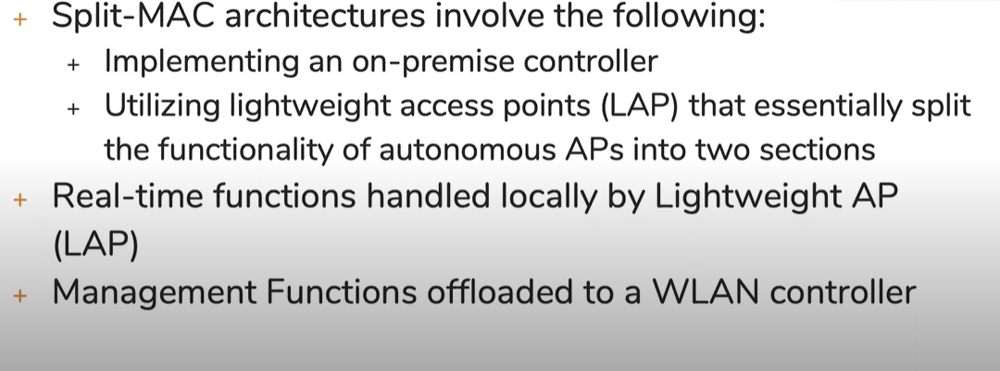 + Split-MAC architectures involve the following:
+ Implementing an on-premise controller
+ Utilizing lightweight access points (LAP) that essentially split
the functionality of autonomous APs into two sections
+ Real-time functions handled locally by Lightweight AP
(LAP)
+ Management Functions offloaded to a WLAN controller